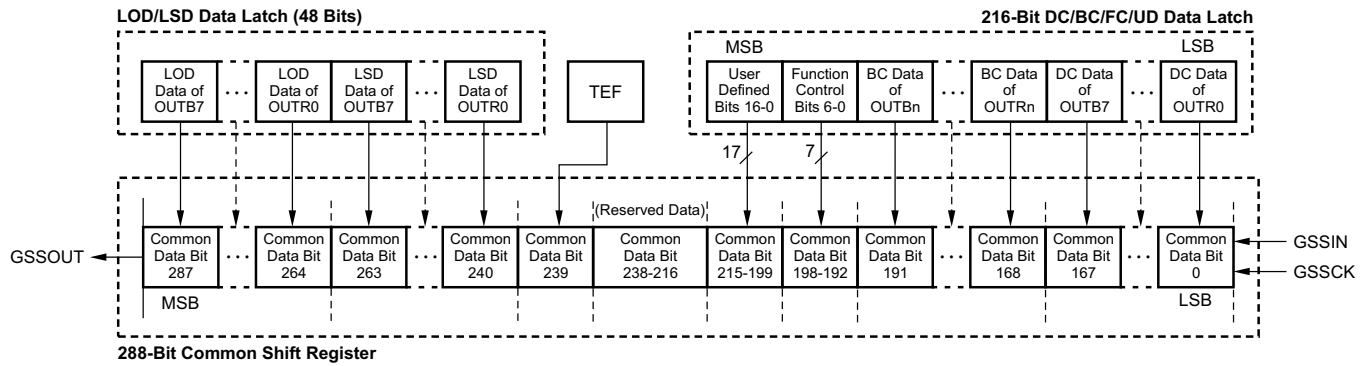 LOD/LSD Data Latch (48 Bits)
216-Bit DC/BC/FC/UD Data Latch
MSB
LSB
LOD
Data of
OUTB7
...
LOD
Data of
OUTR0
LSD
Data of
OUTB7
...
LSD
Data of
OUTR0
TEF
User
Defined
Bits 16-0
Function
Control
Bits 6-0
BC Data
of
OUTBn
...
BC Data
of
OUTRn
DC Data
of
OUTB7
...
DC Data
of
OUTR0
17
7
(Reserved Data)
GSSOUT
Common
Data Bit
287
...
Common
Data Bit
264
Common
Data Bit
263
...
Common
Data Bit
240
Common
Data Bit
239
Common
Data Bit
238-216
Common
Data Bit
215-199
Common
Data Bit
198-192
Common
Data Bit
191
...
Common
Data Bit
168
Common
Data Bit
167
...
Common
Data Bit
0
GSSIN
GSSCK
MSB
LSB
288-Bit Common Shift Register